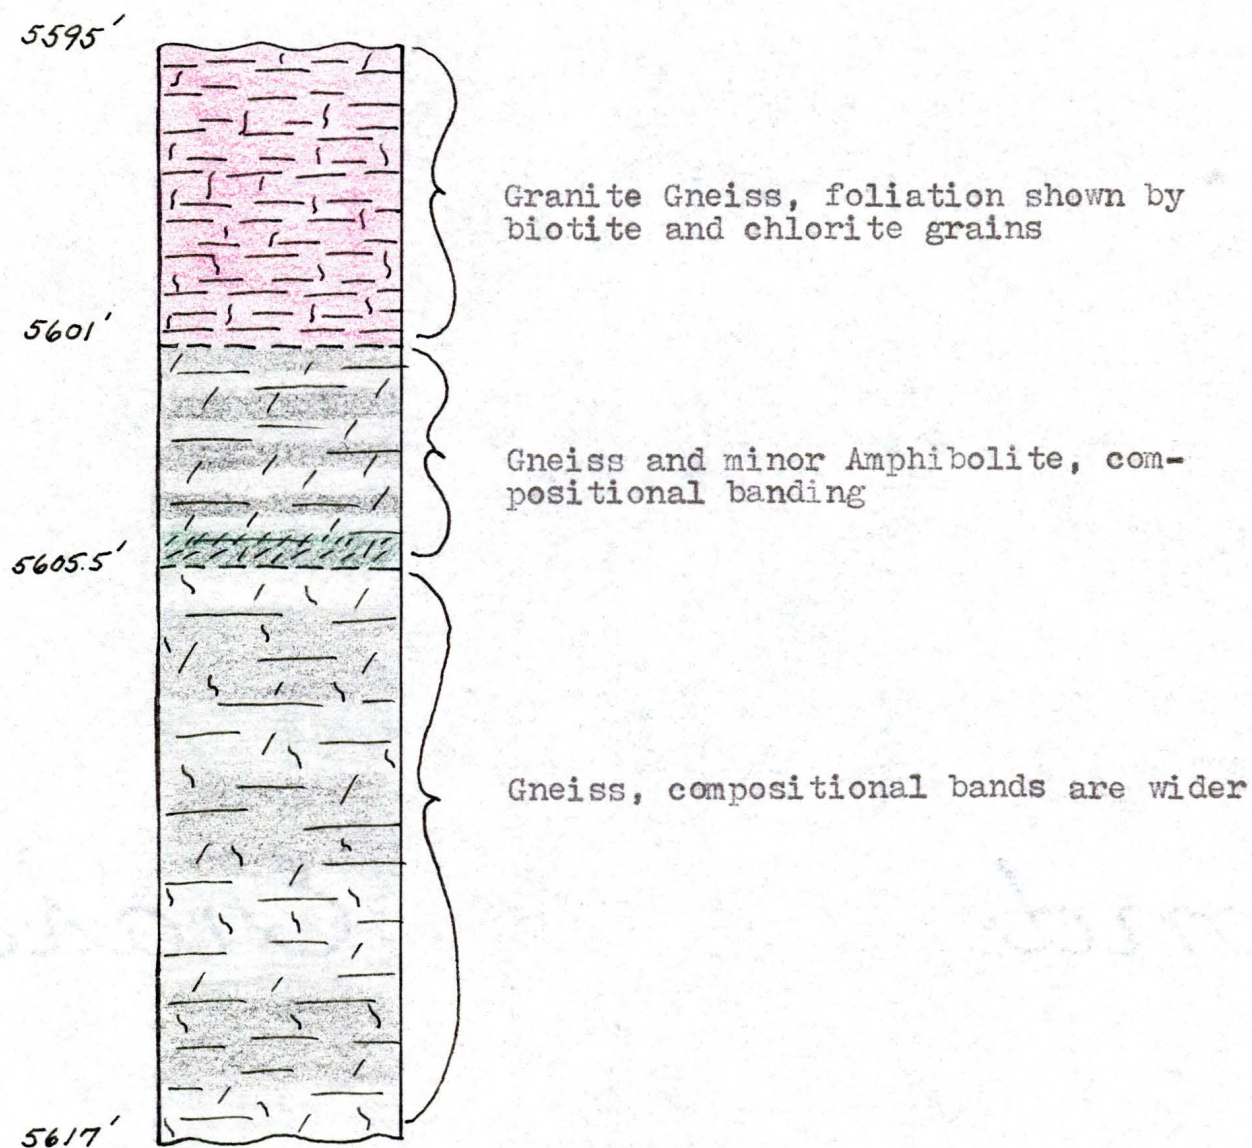 5595'
Granite Gneiss, foliation shown by
biotite and chlorite grains
5601'
Gneiss and minor Amphibolite, com-
positional banding
5605.5'
Gneiss, compositional bands are wider
5617'